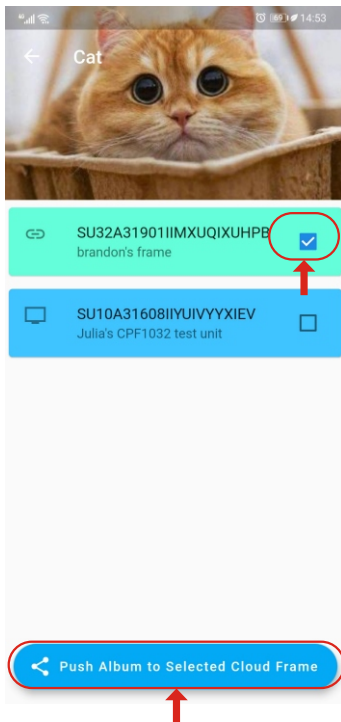 14:53
Cat
SU32A31901IIMXUQIXUHPB
brandon's frame
SU10A31608IIYUIVYYXIEV
Julia's CPF1032 test unit
Push Album to Selected Cloud Frame